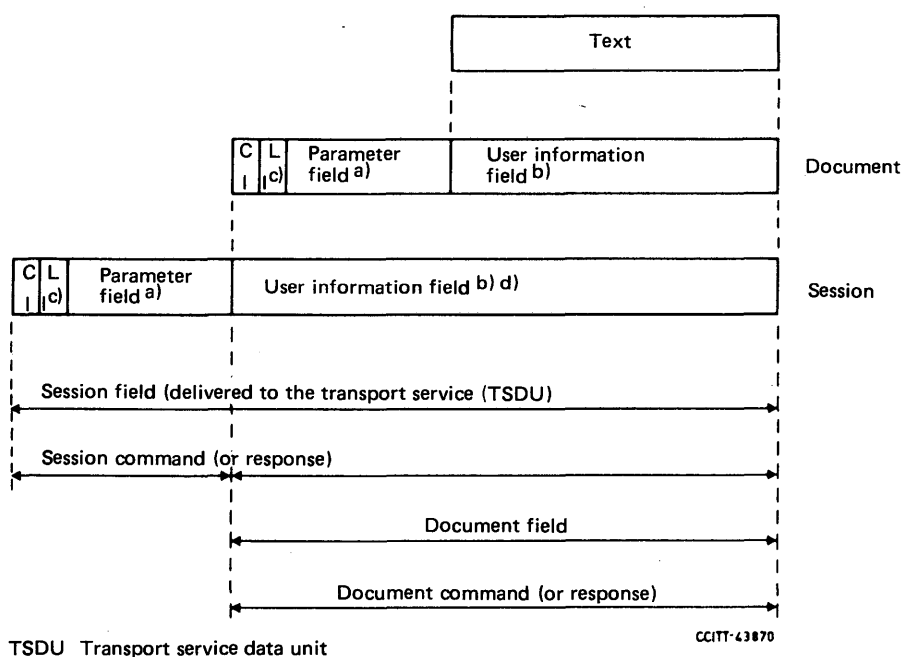 Text
C I
L I c)
Parameter
field a)
User information
field b)
Document
C I
L I c)
Parameter
field a)
User information field b) d)
Session
Session field (delivered to the transport service (TSDU)
Session command (or response)
Document field
Document command (or response)
TSDU Transport service data unit
CCITT-43870